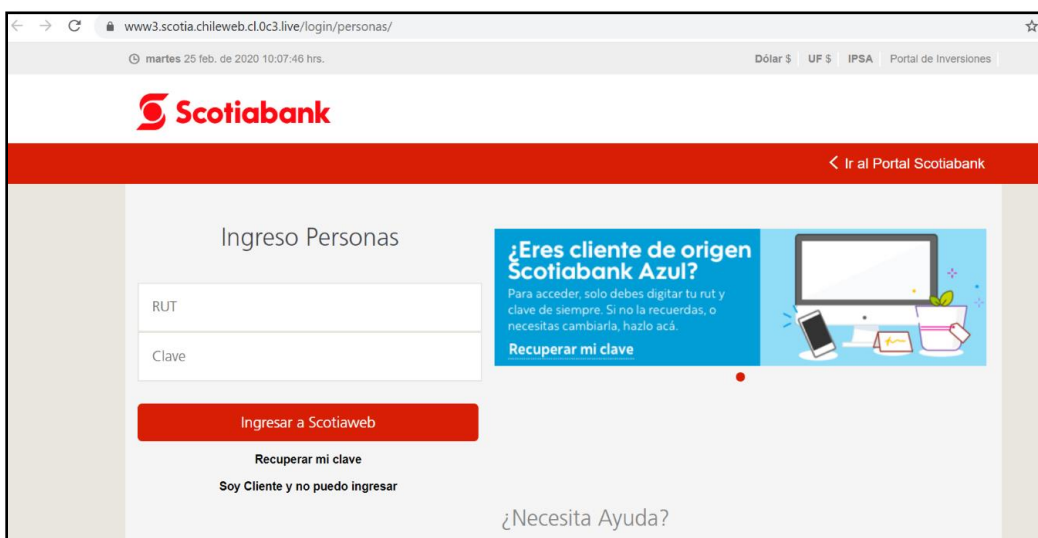 www3.scotia.chileweb.cl.0c3.live/login/personas/
martes 25 feb. de 2020 10:07:46 hrs.
Dólar $ UF $ IPSA Portal de Inversiones
Scotiabank
Ir al Portal Scotiabank
Ingreso Personas
RUT
Clave
Ingresar a Scotiaweb
Recuperar mi clave
Soy Cliente y no puedo ingresar
¿Eres cliente de origen
Scotiabank Azul?
Para acceder, solo debes digitar tu rut y
clave de siempre. Si no la recuerdas, o
necesitas cambiarla, hazlo acá.
Recuperar mi clave
¿Necesita Ayuda?